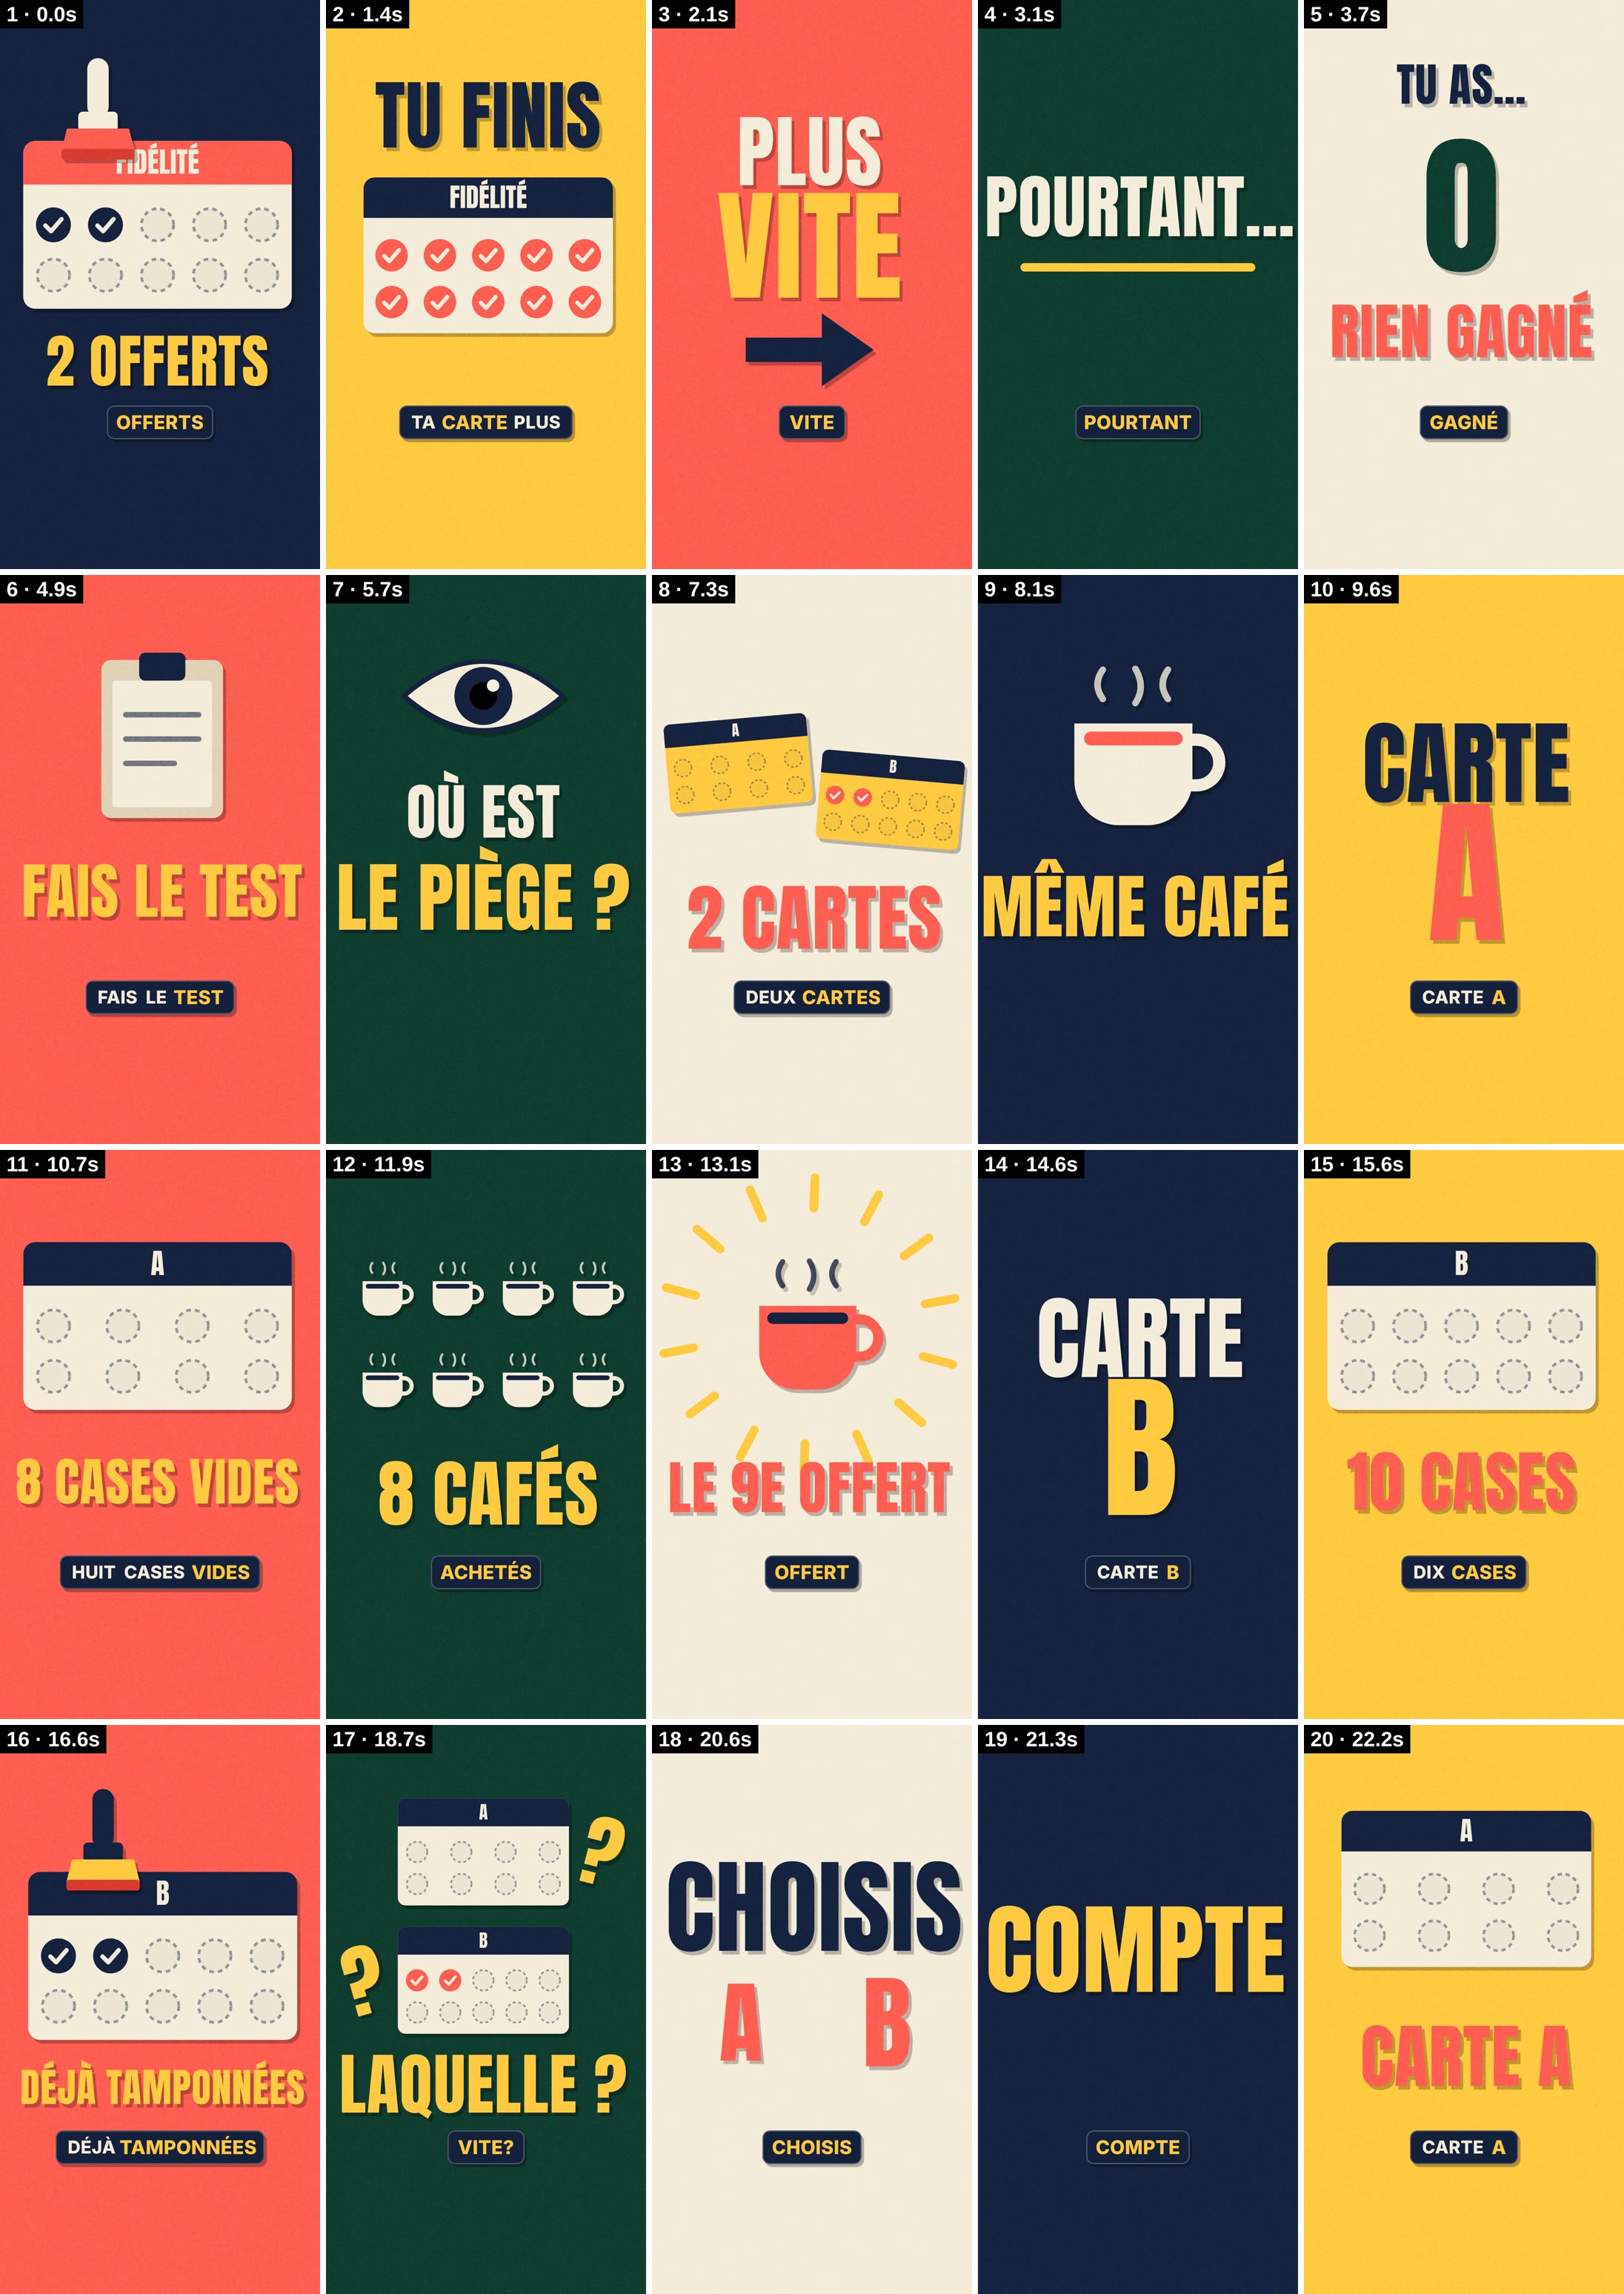 1 · 0.0s
FIDÉLITÉ
2 OFFERTS
OFFERTS
2 · 1.4s
TU FINIS
FIDÉLITÉ
TA CARTE PLUS
3 · 2.1s
PLUS
VITE
VITE
4 · 3.1s
POURTANT...
POURTANT
5 · 3.7s
TU AS...
0
RIEN GAGNÉ
GAGNÉ
6 · 4.9s
FAIS LE TEST
FAIS LE TEST
7 · 5.7s
OÙ EST
LE PIÈGE ?
8 · 7.3s
A
B
2 CARTES
DEUX CARTES
9 · 8.1s
MÊME CAFÉ
10 · 9.6s
CARTE
A
CARTE A
11 · 10.7s
A
8 CASES VIDES
HUIT CASES VIDES
12 · 11.9s
8 CAFÉS
ACHETÉS
13 · 13.1s
LE 9E OFFERT
OFFERT
14 · 14.6s
CARTE
B
CARTE B
15 · 15.6s
B
10 CASES
DIX CASES
16 · 16.6s
B
DÉJÀ TAMPONNÉES
DÉJÀ TAMPONNÉES
17 · 18.7s
A
?
B
?
LAQUELLE ?
VITE?
18 · 20.6s
CHOISIS
A B
CHOISIS
19 · 21.3s
COMPTE
COMPTE
20 · 22.2s
A
CARTE A
CARTE A